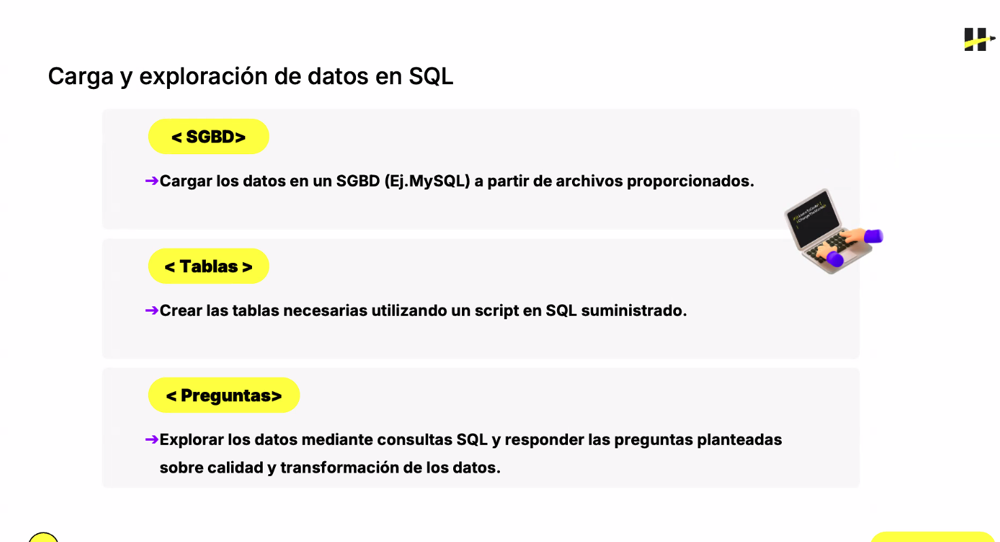 Carga y exploración de datos en SQL
< SGBD>
➔Cargar los datos en un SGBD (Ej.MySQL) a partir de archivos proporcionados.
< Tablas >
➔Crear las tablas necesarias utilizando un script en SQL suministrado.
< Preguntas>
➔Explorar los datos mediante consultas SQL y responder las preguntas planteadas
sobre calidad y transformación de los datos.